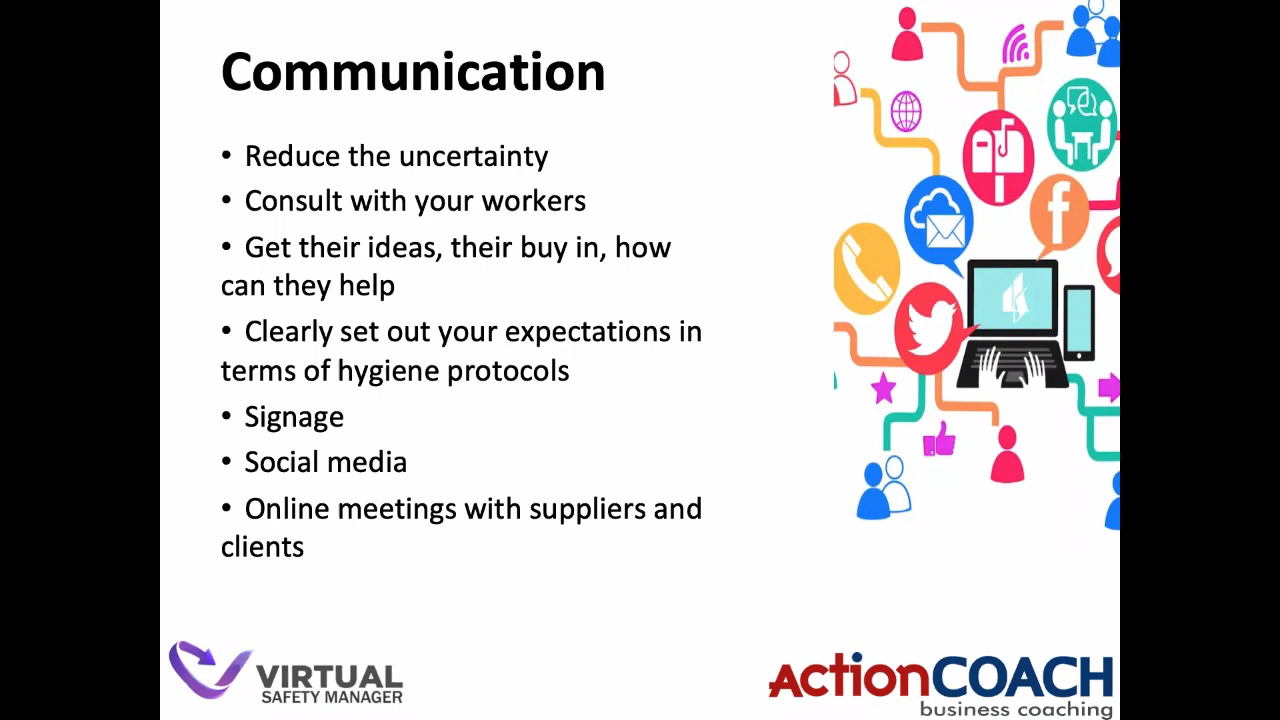 Communication
• Reduce the uncertainty
• Consult with your workers
• Get their ideas, their buy in, how
can they help
• Clearly set out your expectations in
terms of hygiene protocols
• Signage
• Social media
• Online meetings with suppliers and
clients
f
VIRTUAL
SAFETY MANAGER
ActionCOACH
business coaching